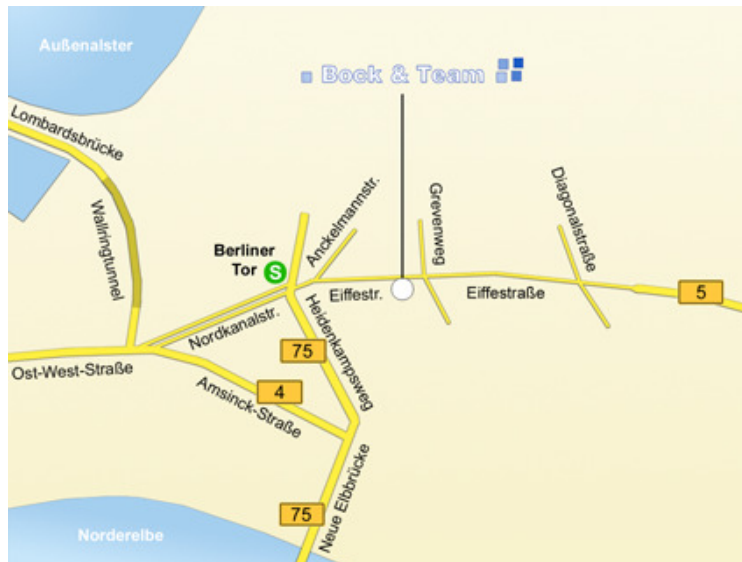 Außenalster
Bock & Team
Lombardsbrücke
Wallringtunnel
Berliner
Tor
S
Anckelmannstr.
Grevenweg
Diagonalstraße
Eiffestr.
Eiffestraße
5
Nordkanalstr.
Heidenkampsweg
75
Ost-West-Straße
4
Amsinck-Straße
75
Neue Elbbrücke
Norderelbe